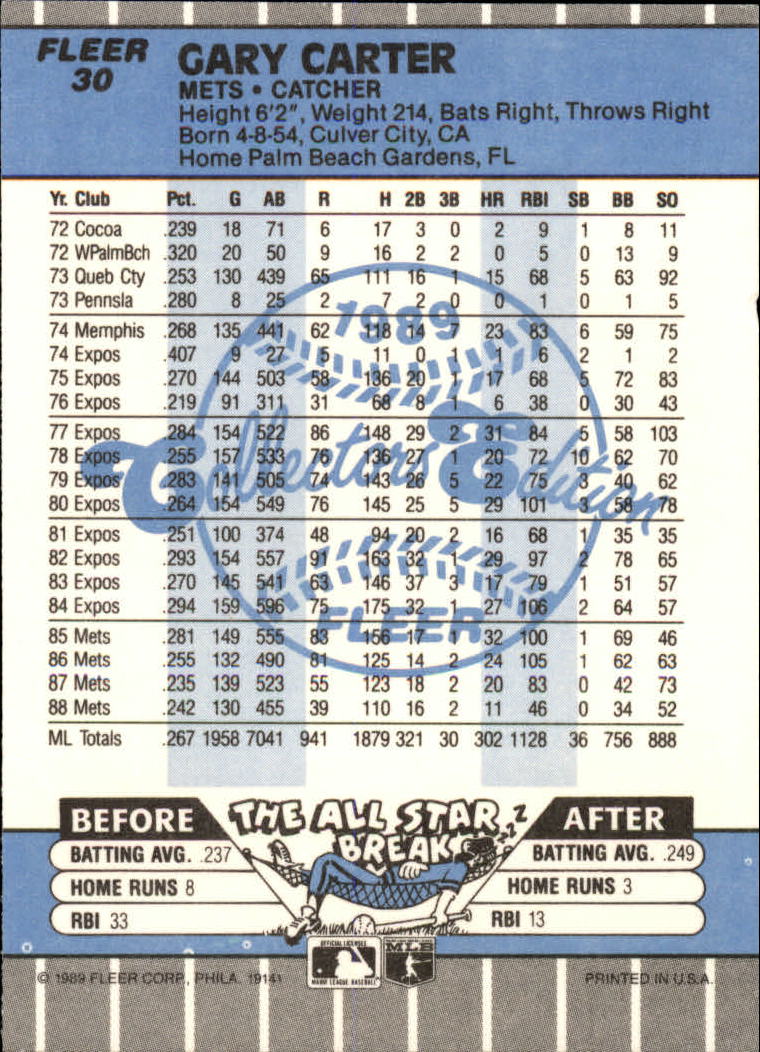 FLEER
30
GARY CARTER
METS • CATCHER
Height 6'2", Weight 214, Bats Right, Throws Right
Born 4-8-54, Culver City, CA
Home Palm Beach Gardens, FL
Yr. Club Pct. G AB R H 2B 3B HR RBI SB BB SO
72 Cocoa .239 18 71 6 17 3 0 2 9 1 8 11
72 WPalmBch .320 20 50 9 16 2 2 0 5 0 13 9
73 Queb Cty .253 130 439 65 111 16 1 15 68 5 63 92
73 Pennsla .280 8 25 2 7 2 0 0 1 0 1 5
74 Memphis .268 135 441 62 118 14 7 23 83 6 59 75
74 Expos .407 9 27 5 11 0 1 1 6 2 1 2
75 Expos .270 144 503 58 136 20 1 17 68 5 72 83
76 Expos .219 91 311 31 68 8 1 6 38 0 30 43
77 Expos .284 154 522 86 148 29 2 31 84 5 58 103
78 Expos .255 157 533 76 136 27 1 20 72 10 62 70
79 Expos .283 141 505 74 143 26 5 22 75 3 40 62
80 Expos .264 154 549 76 145 25 5 29 101 3 58 78
81 Expos .251 100 374 48 94 20 2 16 68 1 35 35
82 Expos .293 154 557 91 163 32 1 29 97 2 78 65
83 Expos .270 145 541 63 146 37 3 17 79 1 51 57
84 Expos .294 159 596 75 175 32 1 27 106 2 64 57
85 Mets .281 149 555 83 156 17 1 32 100 1 69 46
86 Mets .255 132 490 81 125 14 2 24 105 1 62 63
87 Mets .235 139 523 55 123 18 2 20 83 0 42 73
88 Mets .242 130 455 39 110 16 2 11 46 0 34 52
ML Totals .267 1958 7041 941 1879 321 30 302 1128 36 756 888
1989
Collectors Edition
FLEER
BEFORE THE ALL STAR BREAK Z Z Z AFTER
BATTING AVG. .237 BATTING AVG. .249
HOME RUNS 8 HOME RUNS 3
RBI 33 RBI 13
OFFICIAL LICENSEE
MAJOR LEAGUE BASEBALL
MLB
© 1989 FLEER CORP., PHILA. 19141 PRINTED IN U.S.A.